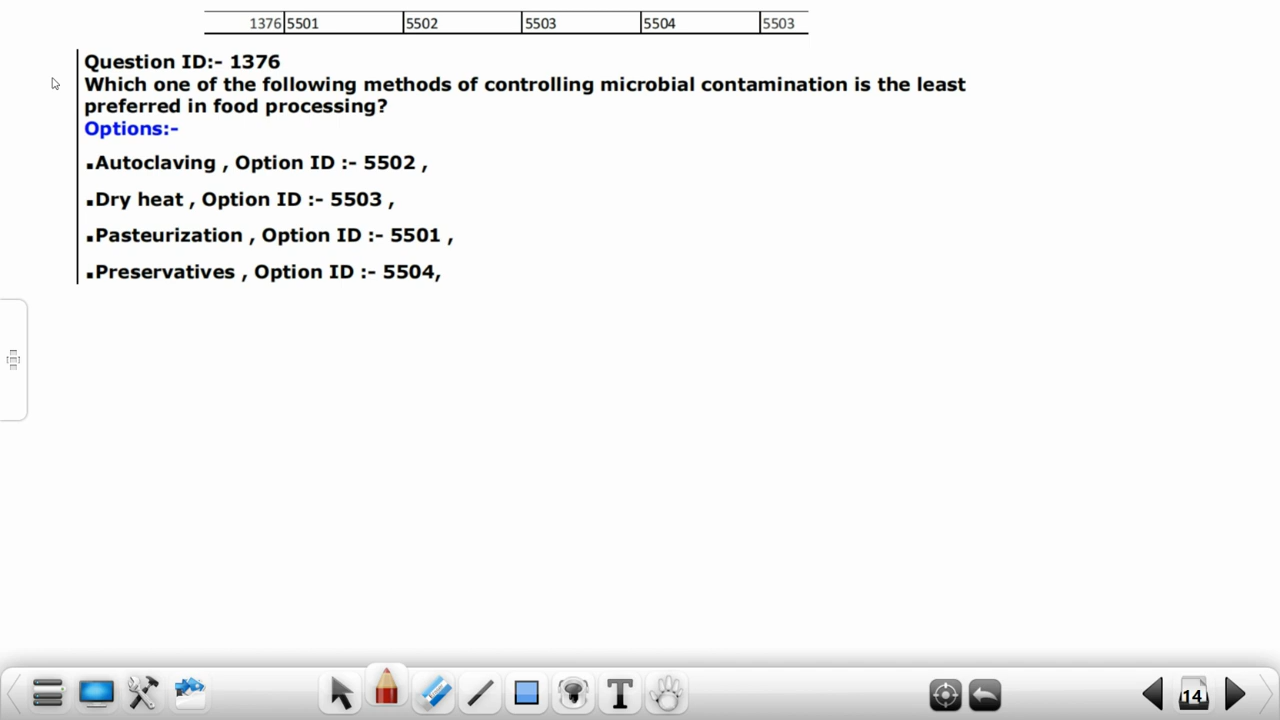 1376 5501 5502 5503 5504 5503
Question ID:- 1376
Which one of the following methods of controlling microbial contamination is the least
preferred in food processing?
Options:-
Autoclaving , Option ID :- 5502 ,
Dry heat , Option ID :- 5503 ,
Pasteurization , Option ID :- 5501 ,
Preservatives , Option ID :- 5504,
T 14